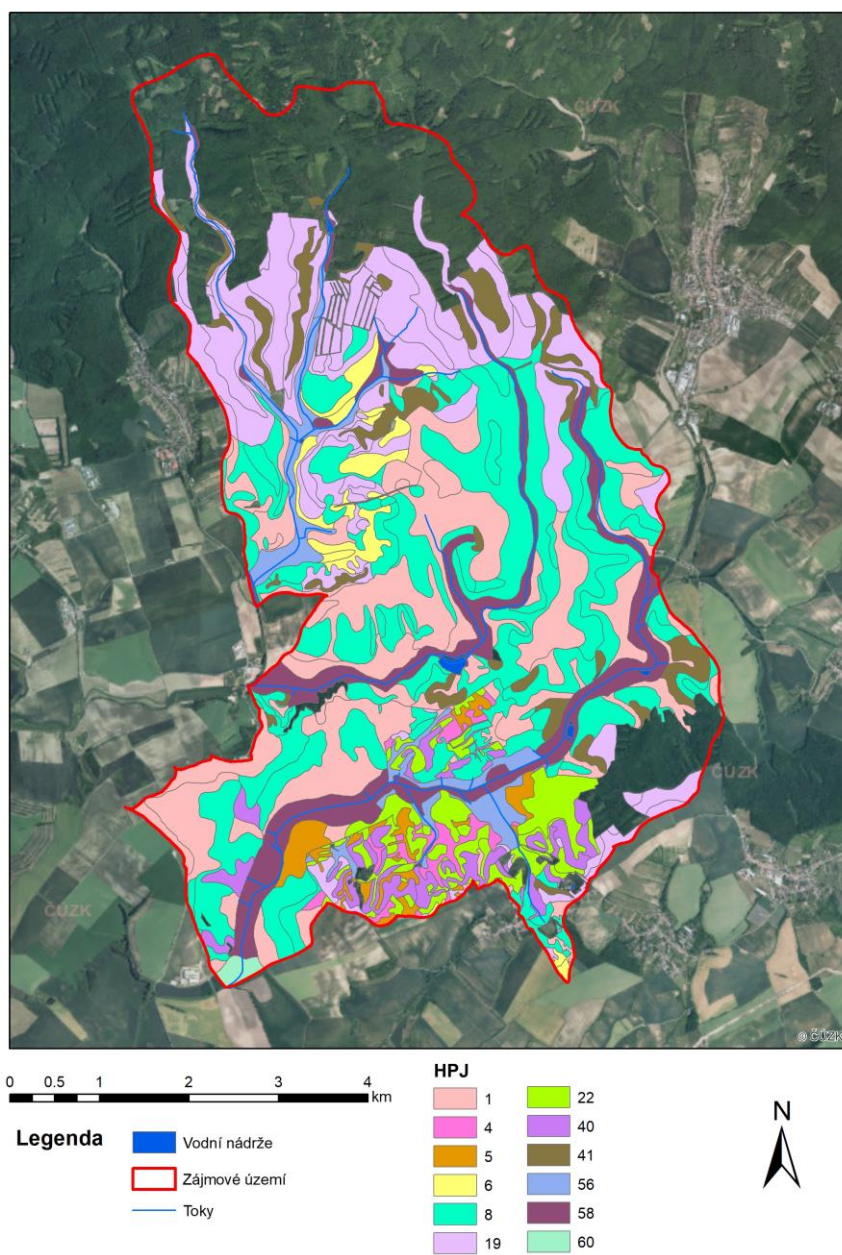 ČÚZK
ČÚZK
ČÚZK
© ČÚZK
0 0.5 1 2 3 4
km
Legenda
Vodní nádrže
Zájmové území
Toky
HPJ
1
4
5
6
8
19
22
40
41
56
58
60
N